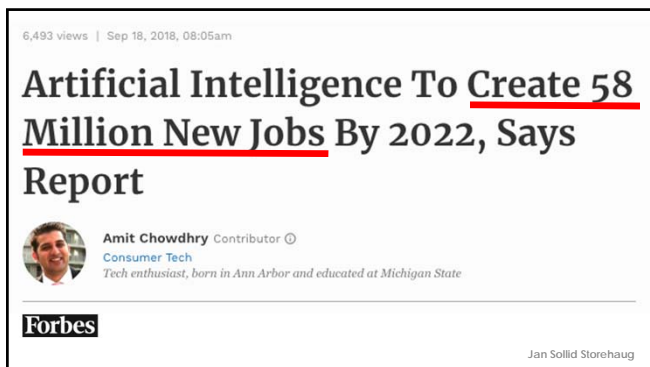 6,493 views | Sep 18, 2018, 08:05am
Artificial Intelligence To Create 58
Million New Jobs By 2022, Says
Report
Amit Chowdhry Contributor
Consumer Tech
Tech enthusiast, born in Ann Arbor and educated at Michigan State
Forbes
Jan Sollid Storehaug